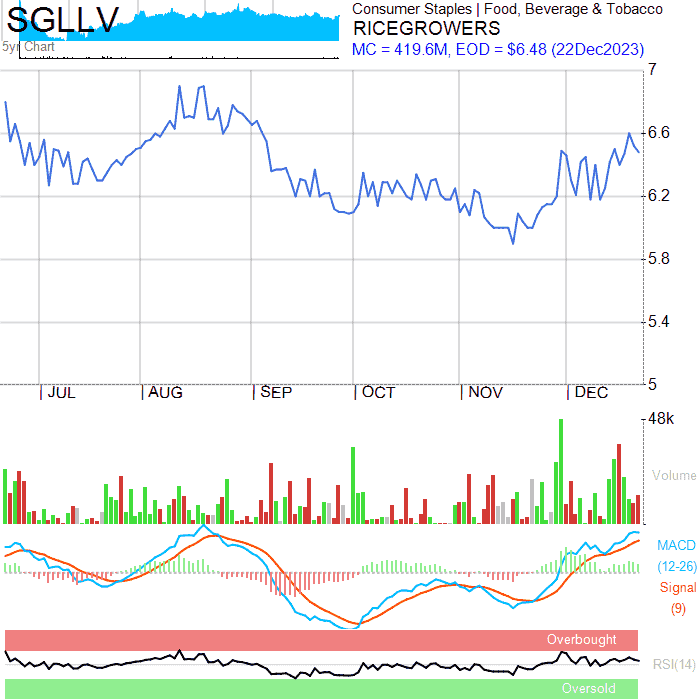 SGLLV
5yr Chart
Consumer Staples | Food, Beverage & Tobacco
RICEGROWERS
MC = 419.6M, EOD = $6.48 (22Dec2023)
7
6.6
6.2
5.8
5.4
5
JUL AUG SEP OCT NOV DEC
48k
Volume
MACD
(12-26)
Signal
(9)
Overbought
RSI(14)
Oversold